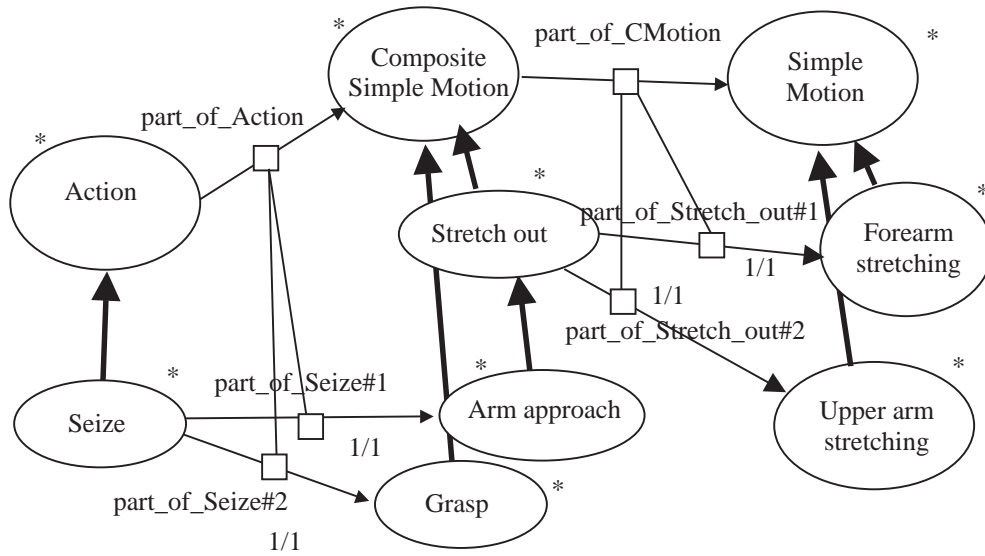 *
Composite
Simple Motion
part_of_CMotion
*
Simple
Motion
part_of_Action
*
Action
*
Stretch out
part_of_Stretch_out#1
*
Forearm
stretching
1/1
1/1
part_of_Stretch_out#2
*
Seize
part_of_Seize#1
*
Arm approach
*
Upper arm
stretching
1/1
part_of_Seize#2
*
Grasp
1/1